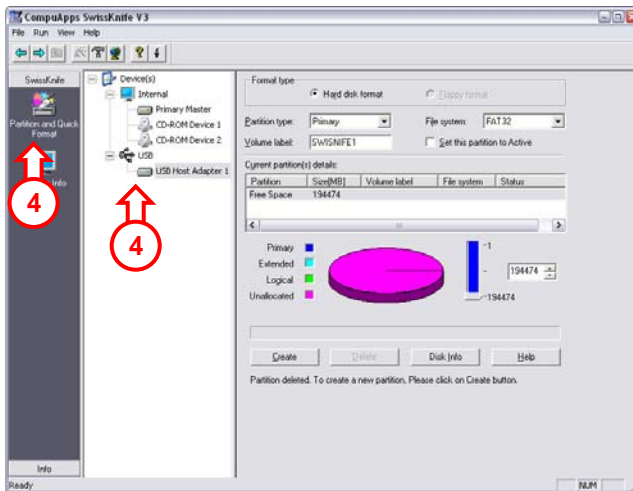 CompuApps SwissKnife V3
File Run View Help
SwissKnife
Partition and Quick
Format
Info
4
Info
Device(s)
Internal
Primary Master
CD-ROM Device 1
CD-ROM Device 2
USB
USB Host Adapter 1
4
Format type
Hard disk format
Floppy format
Partition type: Primary
File system: FAT32
Volume label: SWISNIFE1
Set this partition to Active
Current partition(s) details:
Partition Size[MB] Volume label File system Status
Free Space 194474
Primary
Extended
Logical
Unallocated
-1
-
-194474
194474
Create Delete Disk Info Help
Partition deleted. To create a new partition, Please click on Create button.
Ready
NUM